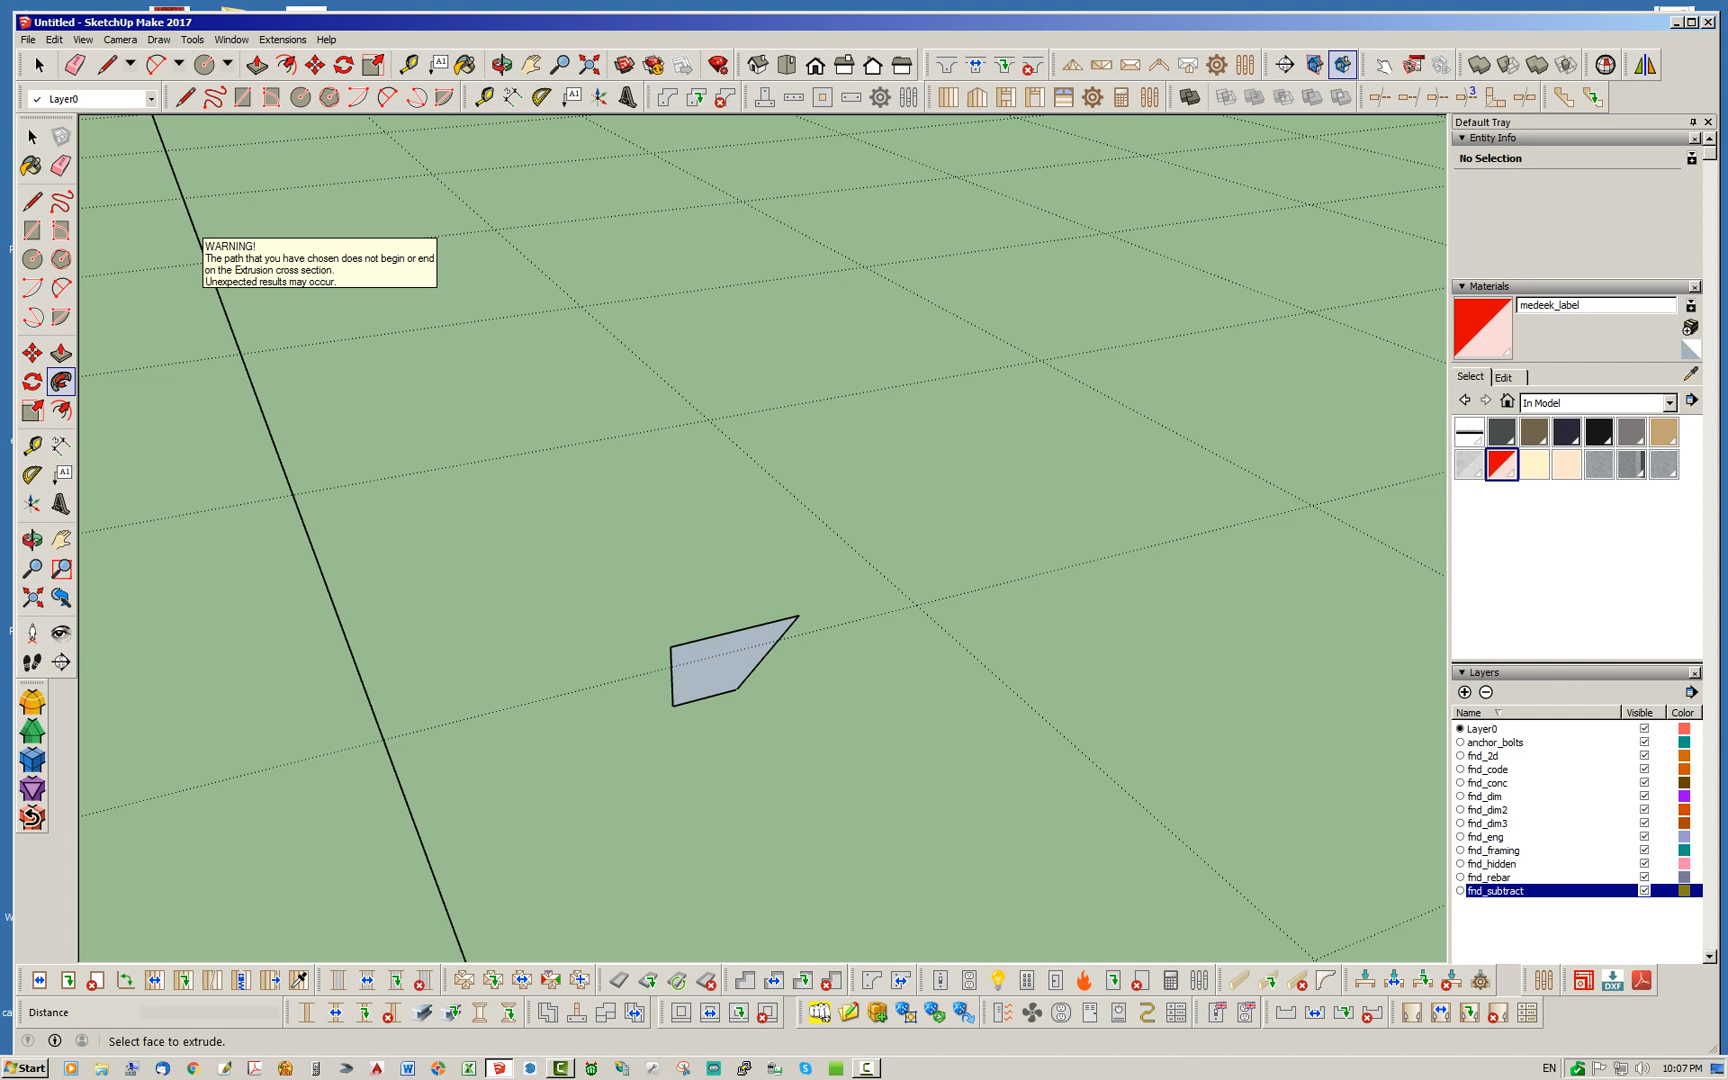 Untitled - SketchUp Make 2017
File Edit View Camera Draw Tools Window Extensions Help
Layer0
Default Tray
Entity Info
No Selection
WARNING!
The path that you have chosen does not begin or end
on the Extrusion cross section.
Unexpected results may occur.
Materials
medeek_label
Select Edit
In Model
Layers
Name Visible Color
Layer0
anchor_bolts
fnd_2d
fnd_code
fnd_conc
fnd_dim
fnd_dim2
fnd_dim3
fnd_eng
fnd_framing
fnd_hidden
fnd_rebar
fnd_subtract
Distance
Select face to extrude.
Start
EN
10:07 PM